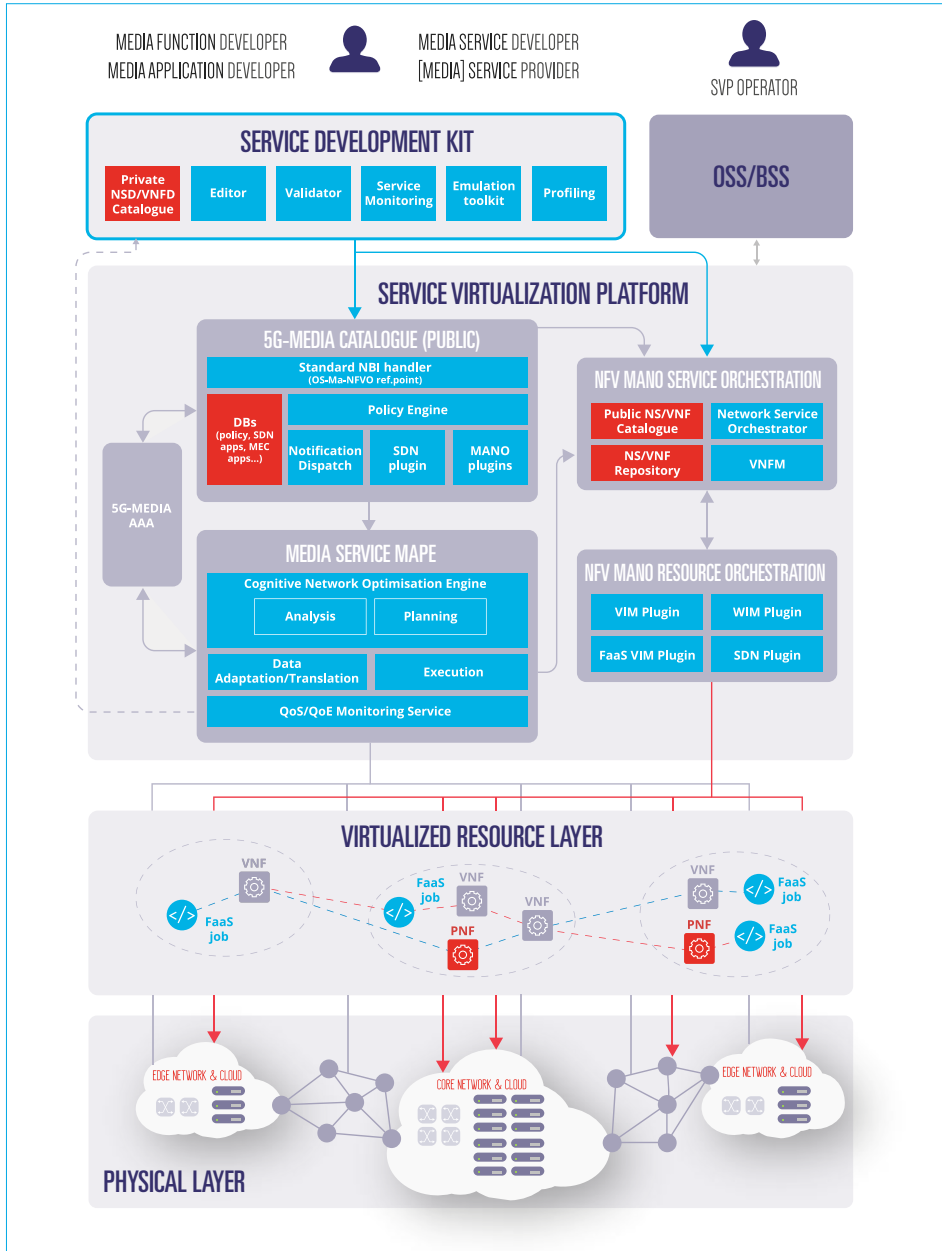 MEDIA FUNCTION DEVELOPER
MEDIA APPLICATION DEVELOPER
MEDIA SERVICE DEVELOPER
[MEDIA] SERVICE PROVIDER
SVP OPERATOR
SERVICE DEVELOPMENT KIT
Private
NSD/VNFD
Catalogue
Editor
Validator
Service
Monitoring
Emulation
toolkit
Profiling
OSS/BSS
SERVICE VIRTUALIZATION PLATFORM
5G-MEDIA CATALOGUE (PUBLIC)
Standard NBI handler
(OS-Ma-NFVO ref.point)
DBs
(policy, SDN
apps, MEC
apps...)
Policy Engine
Notification
Dispatch
SDN
plugin
MANO
plugins
NFV MANO SERVICE ORCHESTRATION
Public NS/VNF
Catalogue
Network Service
Orchestrator
NS/VNF
Repository
VNFM
5G-MEDIA
AAA
MEDIA SERVICE MAPE
Cognitive Network Optimisation Engine
Analysis
Planning
Data
Adaptation/Translation
Execution
QoS/QoE Monitoring Service
NFV MANO RESOURCE ORCHESTRATION
VIM Plugin
WIM Plugin
FaaS VIM Plugin
SDN Plugin
VIRTUALIZED RESOURCE LAYER
VNF
FaaS
job
FaaS
job
VNF
VNF
PNF
VNF
FaaS
job
PNF
FaaS
job
EDGE NETWORK & CLOUD
CORE NETWORK & CLOUD
EDGE NETWORK & CLOUD
PHYSICAL LAYER